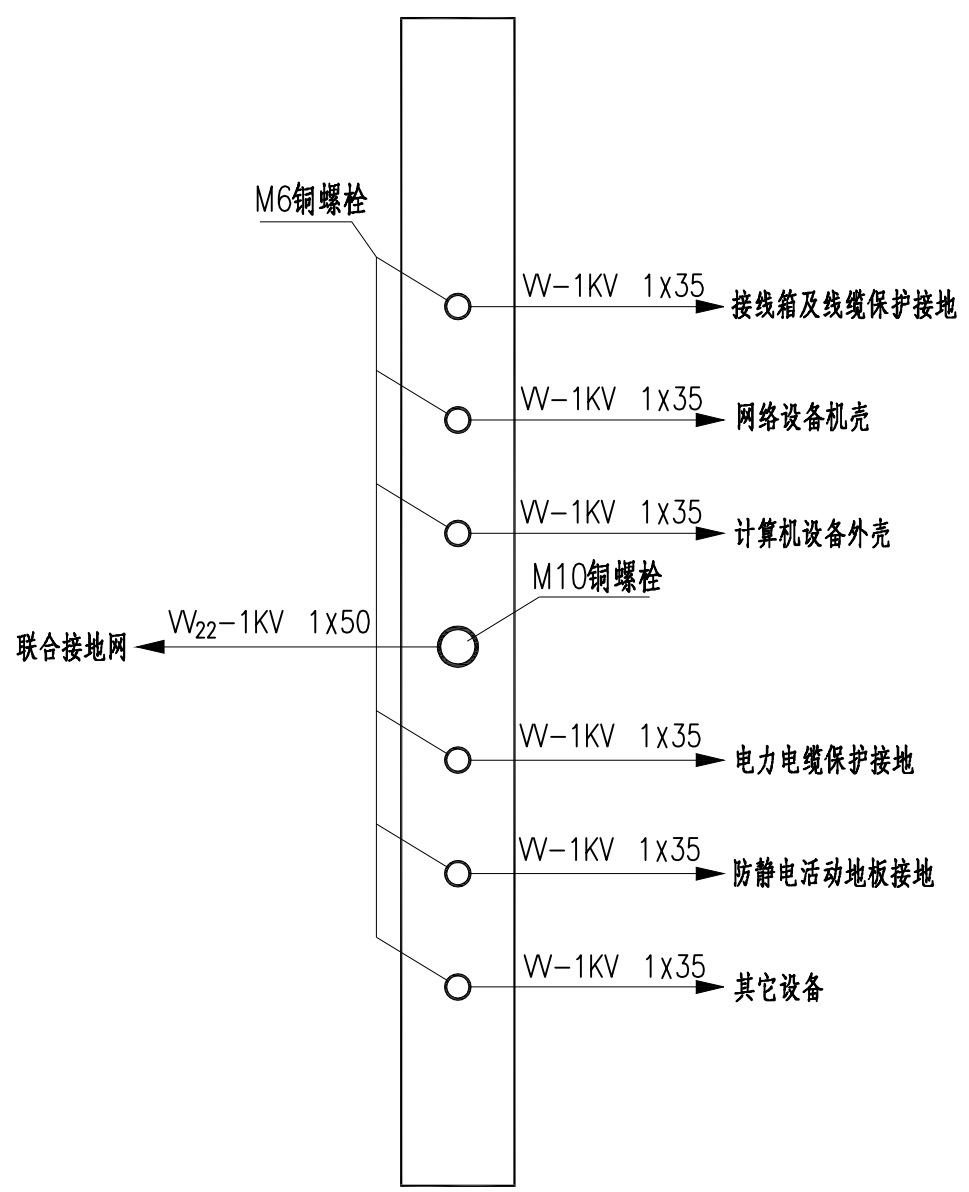 M6铜螺栓
VV-1KV 1x35
接线箱及线缆保护接地
VV-1KV 1x35
网络设备机壳
VV-1KV 1x35
计算机设备外壳
M10铜螺栓
VV22-1KV 1x50
联合接地网
VV-1KV 1x35
电力电缆保护接地
VV-1KV 1x35
防静电活动地板接地
VV-1KV 1x35
其它设备